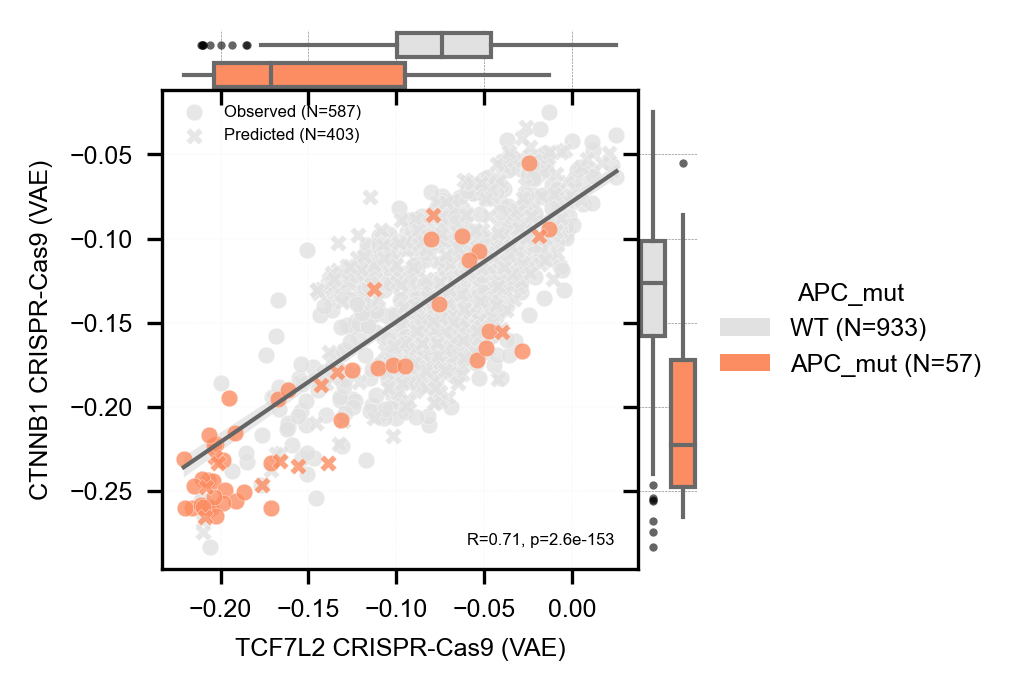 Observed (N=587)
Predicted (N=403)
−0.05
−0.10
−0.15
−0.20
−0.25
CTNNB1 CRISPR-Cas9 (VAE)
R=0.71, p=2.6e-153
−0.20 −0.15 −0.10 −0.05 0.00
TCF7L2 CRISPR-Cas9 (VAE)
APC_mut
WT (N=933)
APC_mut (N=57)